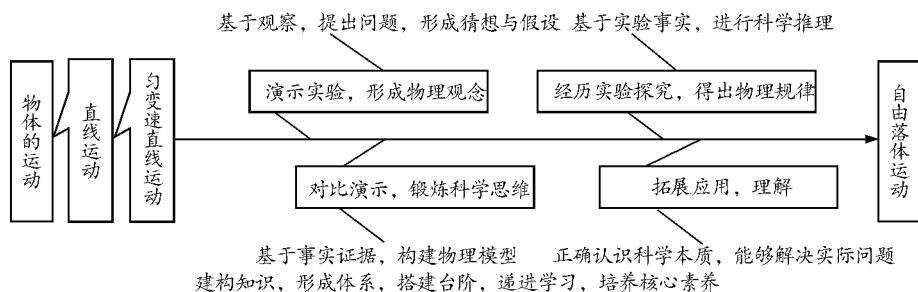 基于观察，提出问题，形成猜想与假设
基于实验事实，进行科学推理
演示实验，形成物理观念
经历实验探究，得出物理规律
物体的运动
直线运动
匀变速直线运动
自由落体运动
对比演示，锻炼科学思维
拓展应用，理解
基于事实证据，构建物理模型
正确认识科学本质，能够解决实际问题
建构知识，形成体系，搭建台阶，递进学习，培养核心素养